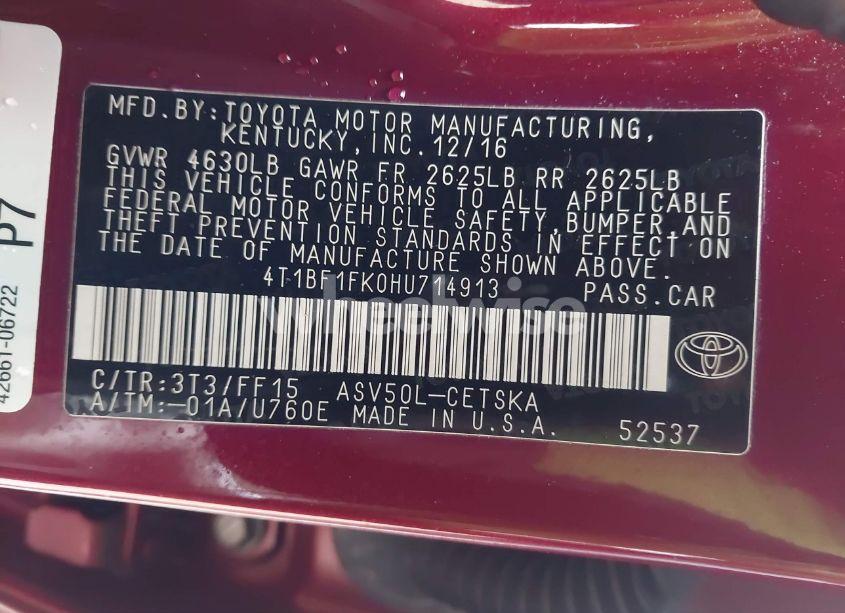 MFD.BY:TOYOTA MOTOR MANUFACTURING,
KENTUCKY,INC.12/16
GVWR 4630LB GAWR FR 2625LB RR 2625LB
THIS VEHICLE CONFORMS TO ALL APPLICABLE
FEDERAL MOTOR VEHICLE SAFETY,BUMPER,AND
THEFT PREVENTION STANDARDS IN EFFECT ON
THE DATE OF MANUFACTURE SHOWN ABOVE.
4T1BF1FK0HU714913 PASS.CAR
wheelwise
C/TR:3T3/FF15 ASV50L-CETSKA
A/TM:-01A/U760E MADE IN U.S.A. 52537
P7
42661-06722